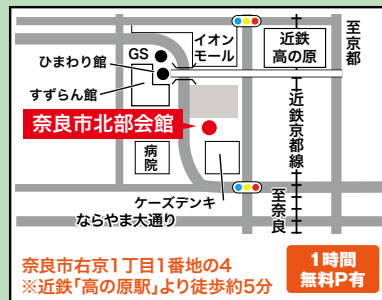 至京都
GS
イオン
モール
近鉄
高の原
ひまわり館
すずらん館
奈良市北部会館
近鉄京都線
病院
ケーズデンキ
至奈良
ならやま大通り
奈良市右京1丁目1番地の4
※近鉄「高の原駅」より徒歩約5分
1時間
無料P有